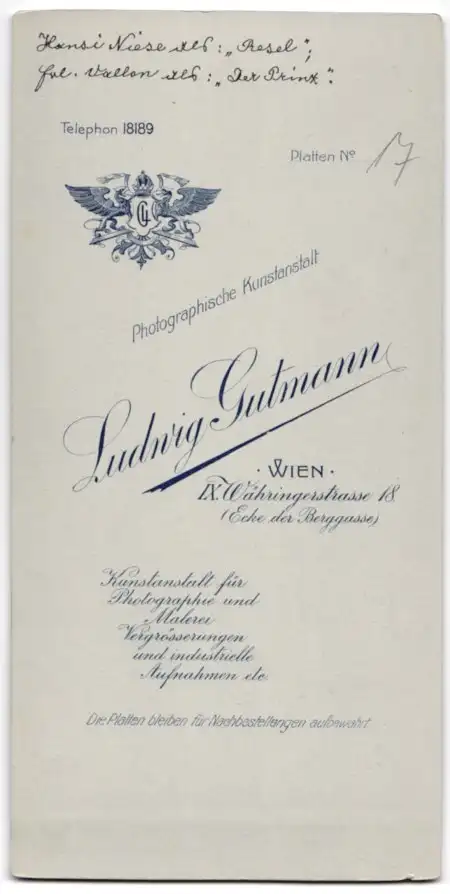 Hansi Niese als: „Resel";
frl. Wallon als: „Der Prinz".
Telephon 18189
Platten No 17
Photographische Kunstanstalt
Ludwig Gutmann
· WIEN ·
IX. Währingerstrasse 18.
(Ecke der Berggasse)
Kunstanstalt für
Photographie und
Malerei
Vergrösserungen
und industrielle
Aufnahmen etc.
Die Platten bleiben für Nachbestellungen aufbewahrt